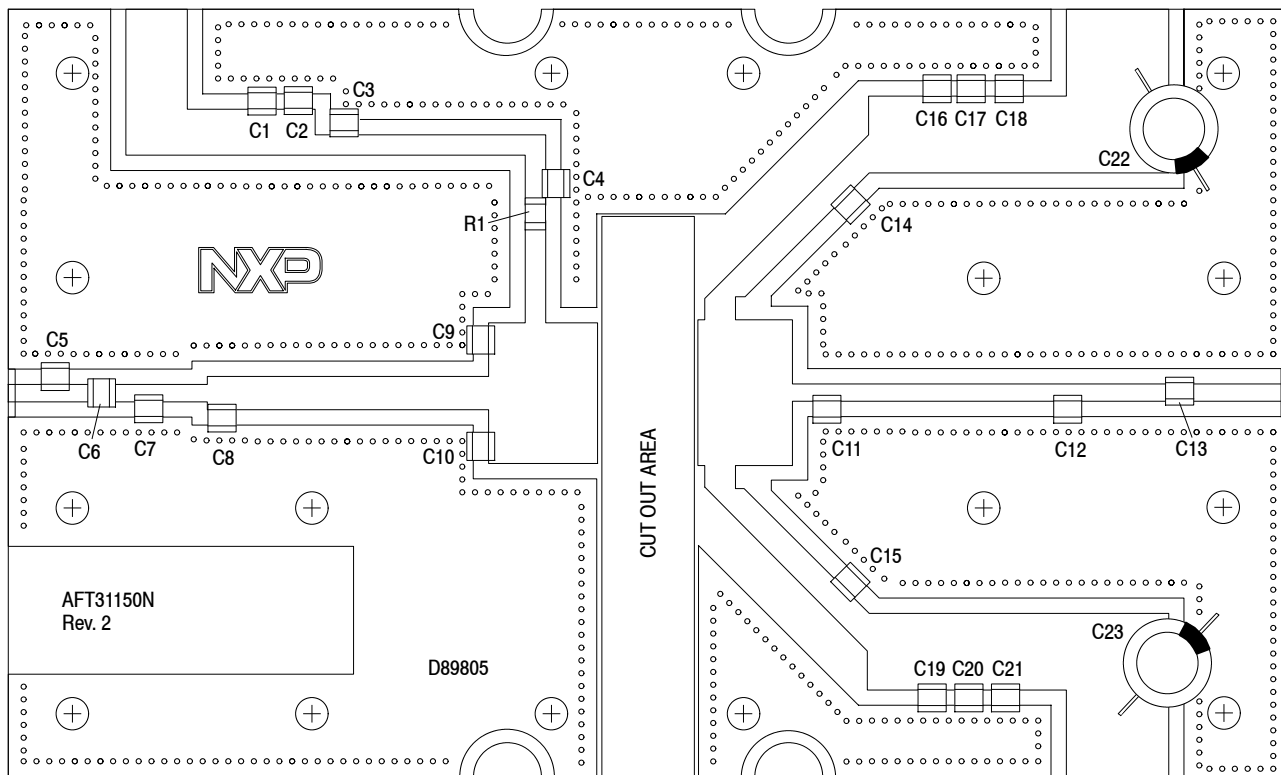 C1
C2
C3
C4
R1
NXP
C5
C6
C7
C8
C9
C10
CUT OUT AREA
C16
C17
C18
C22
C14
C11
C12
C13
C15
C23
C19
C20
C21
AFT31150N
Rev. 2
D89805